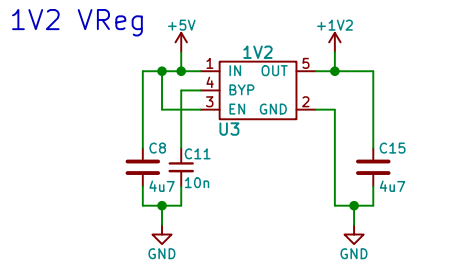 1V2 VReg
+5V
+1V2
1V2
1 IN OUT 5
4 BYP
3 EN GND 2
U3
C8
4u7
C11
10n
C15
4u7
GND
GND